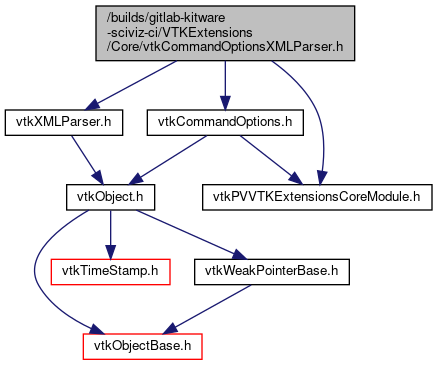 /builds/gitlab-kitware
-sciviz-ci/VTKExtensions
/Core/vtkCommandOptionsXMLParser.h
vtkXMLParser.h
vtkCommandOptions.h
vtkObject.h
vtkPVVTKExtensionsCoreModule.h
vtkTimeStamp.h
vtkWeakPointerBase.h
vtkObjectBase.h